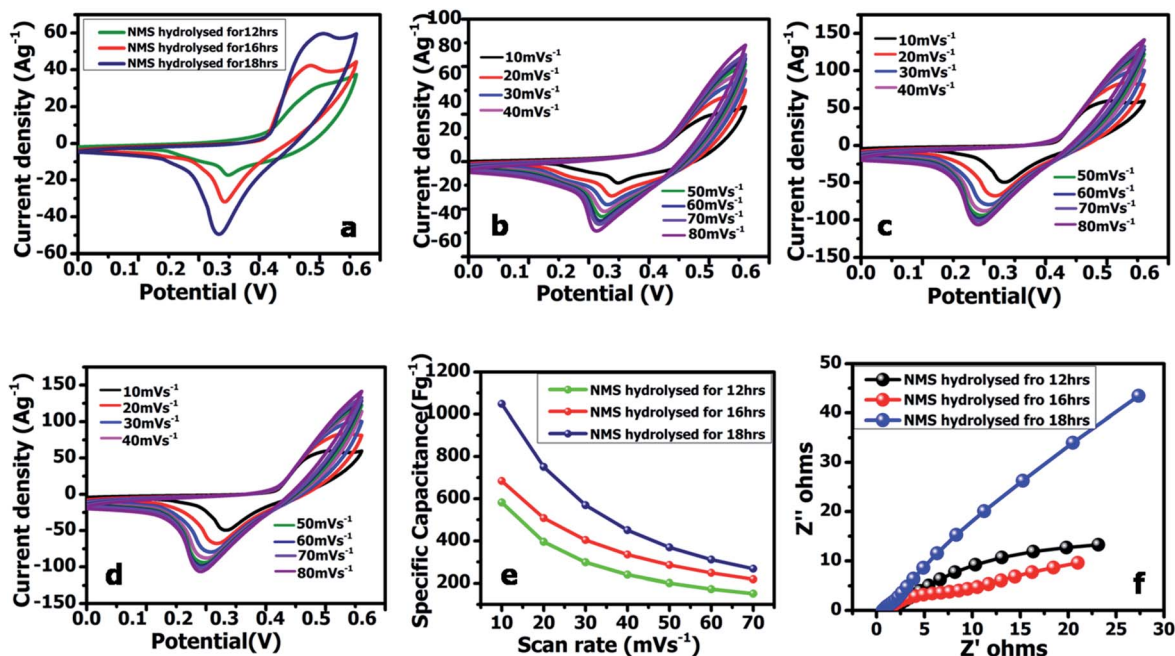 60
40
20
0
-20
-40
-60
Current density (Ag⁻¹)
NMS hydrolysed for12hrs
NMS hydrolysed for16hrs
NMS hydrolysed for18hrs
a
0.0 0.1 0.2 0.3 0.4 0.5 0.6
Potential (V)
100
80
60
40
20
0
-20
-40
-60
Current density (Ag⁻¹)
10mVs⁻¹
20mVs⁻¹
30mVs⁻¹
40mVs⁻¹
50mVs⁻¹
60mVs⁻¹
70mVs⁻¹
80mVs⁻¹
b
0.0 0.1 0.2 0.3 0.4 0.5 0.6
Potential (V)
150
100
50
0
-50
-100
-150
Current density (Ag⁻¹)
10mVs⁻¹
20mVs⁻¹
30mVs⁻¹
40mVs⁻¹
50mVs⁻¹
60mVs⁻¹
70mVs⁻¹
80mVs⁻¹
c
0.0 0.1 0.2 0.3 0.4 0.5 0.6
Potential(V)
150
100
50
0
-50
-100
-150
Current density (Ag⁻¹)
10mVs⁻¹
20mVs⁻¹
30mVs⁻¹
40mVs⁻¹
50mVs⁻¹
60mVs⁻¹
70mVs⁻¹
80mVs⁻¹
d
0.0 0.1 0.2 0.3 0.4 0.5 0.6
Potential(V)
1200
1000
800
600
400
200
Specific Capacitance(Fg⁻¹)
NMS hydrolysed for 12hrs
NMS hydrolysed for 16hrs
NMS hydrolysed for 18hrs
e
10 20 30 40 50 60 70
Scan rate (mVs⁻¹)
50
40
30
20
10
0
Z'' ohms
NMS hydrolysed fro 12hrs
NMS hydrolysed fro 16hrs
NMS hydrolysed fro 18hrs
f
0 5 10 15 20 25 30
Z' ohms